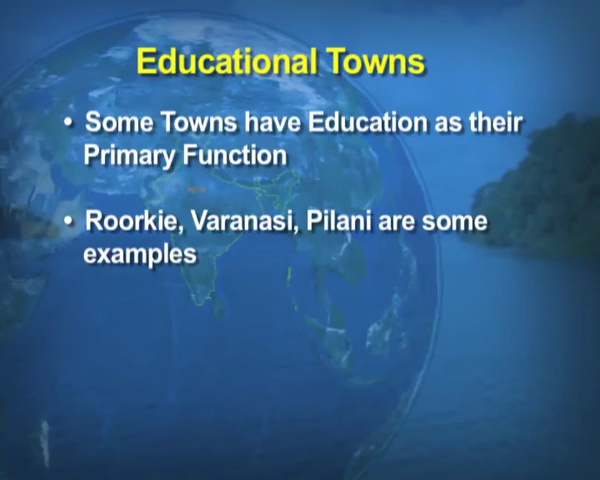 Educational Towns
• Some Towns have Education as their
Primary Function
• Roorkie, Varanasi, Pilani are some
examples